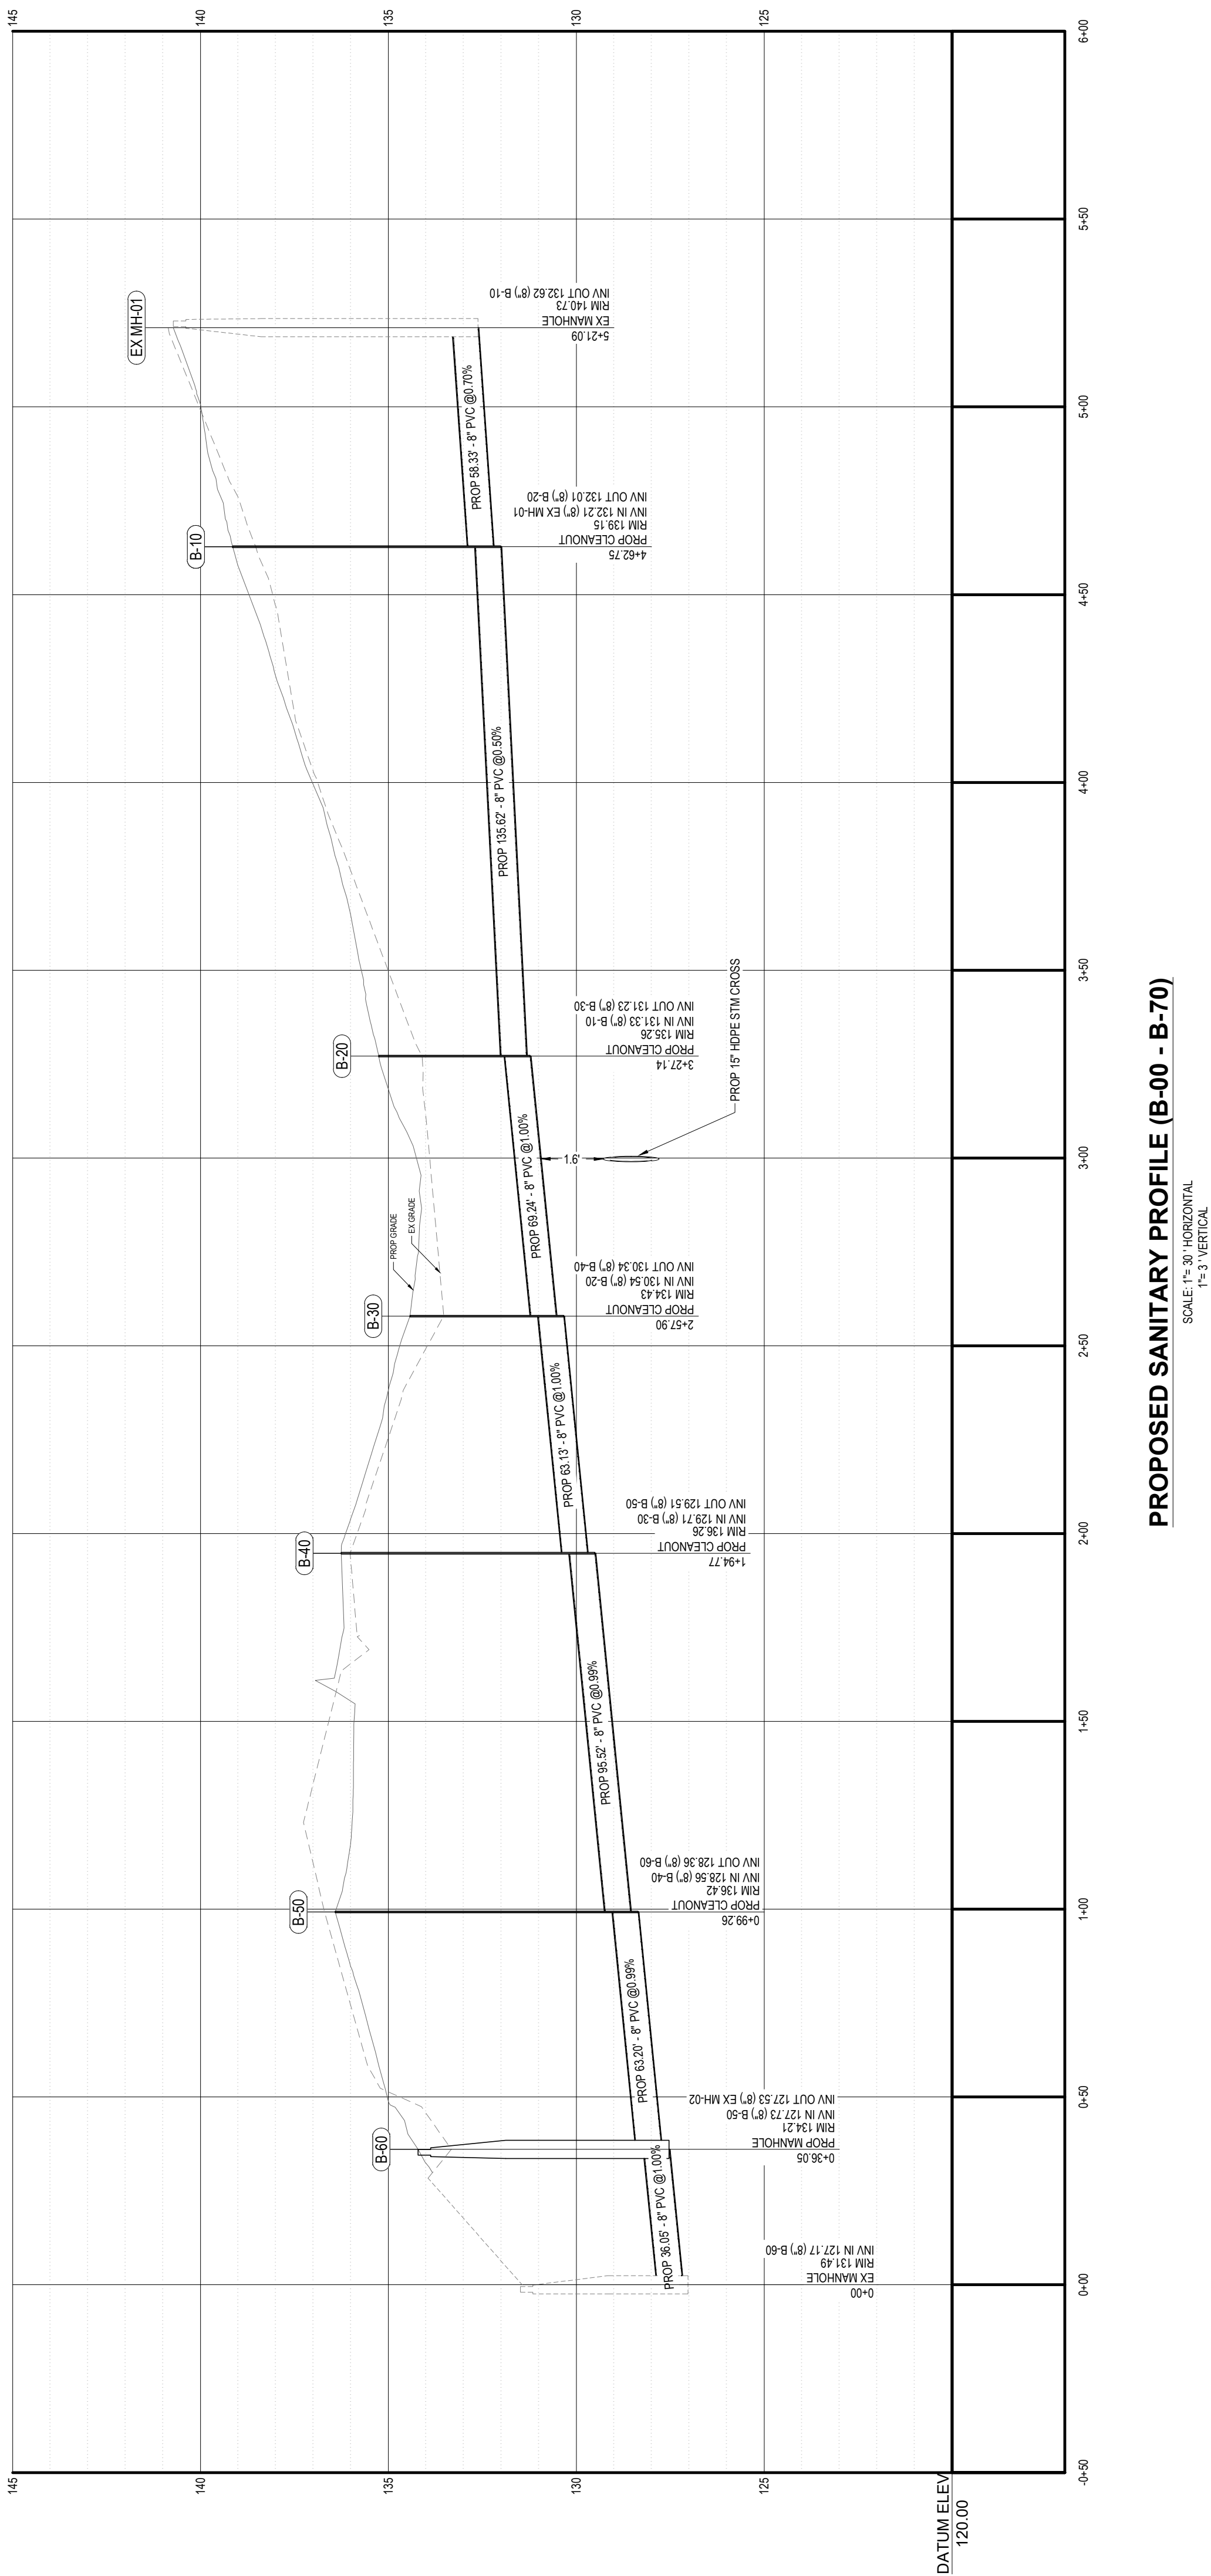 145
140
135
130
125
DATUM ELEV
120.00
145
140
135
130
125
-0+50
0+00
0+50
1+00
1+50
2+00
2+50
3+00
3+50
4+00
4+50
5+00
5+50
6+00
0+00
EX MANHOLE
RIM 131.49
INV IN 127.17 (8") B-60
PROP 36.05' - 8" PVC @1.00%
B-60
0+36.05
PROP MANHOLE
RIM 134.21
INV IN 127.73 (8") B-50
INV OUT 127.53 (8") EX MH-02
PROP 63.20' - 8" PVC @0.99%
B-50
0+99.26
PROP CLEANOUT
RIM 136.42
INV IN 128.56 (8") B-40
INV OUT 128.36 (8") B-60
PROP 95.52' - 8" PVC @0.99%
B-40
1+94.77
PROP CLEANOUT
RIM 136.26
INV IN 129.71 (8") B-30
INV OUT 129.51 (8") B-50
PROP 63.13' - 8" PVC @1.00%
B-30
2+57.90
PROP CLEANOUT
RIM 134.43
INV IN 130.54 (8") B-20
INV OUT 130.34 (8") B-40
PROP GRADE
EX GRADE
PROP 69.24' - 8" PVC @1.00%
1.6'
PROP 15" HDPE STM CROSS
B-20
3+27.14
PROP CLEANOUT
RIM 135.26
INV IN 131.33 (8") B-10
INV OUT 131.23 (8") B-30
PROP 135.62' - 8" PVC @0.50%
B-10
4+62.75
PROP CLEANOUT
RIM 139.15
INV IN 132.21 (8") EX MH-01
INV OUT 132.01 (8") B-20
PROP 58.33' - 8" PVC @0.70%
EX MH-01
5+21.09
EX MANHOLE
RIM 140.73
INV OUT 132.62 (8") B-10
PROPOSED SANITARY PROFILE (B-00 - B-70)
SCALE: 1"= 30 ' HORIZONTAL
1"= 3 ' VERTICAL